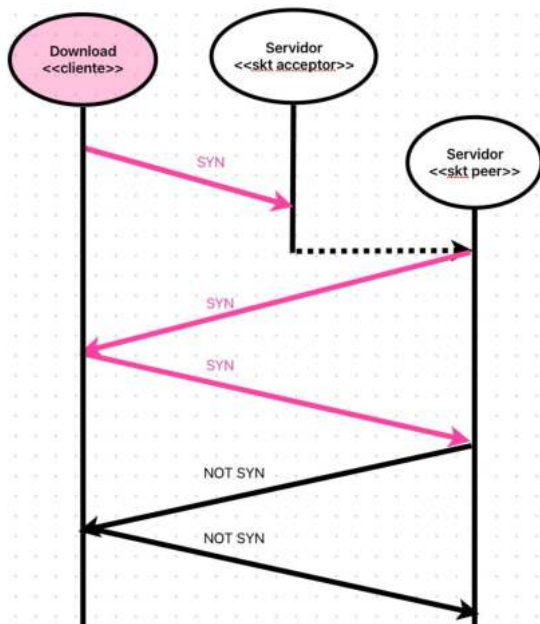 Download
<<cliente>>
Servidor
<<skt acceptor>>
Servidor
<<skt peer>>
SYN
SYN
SYN
NOT SYN
NOT SYN